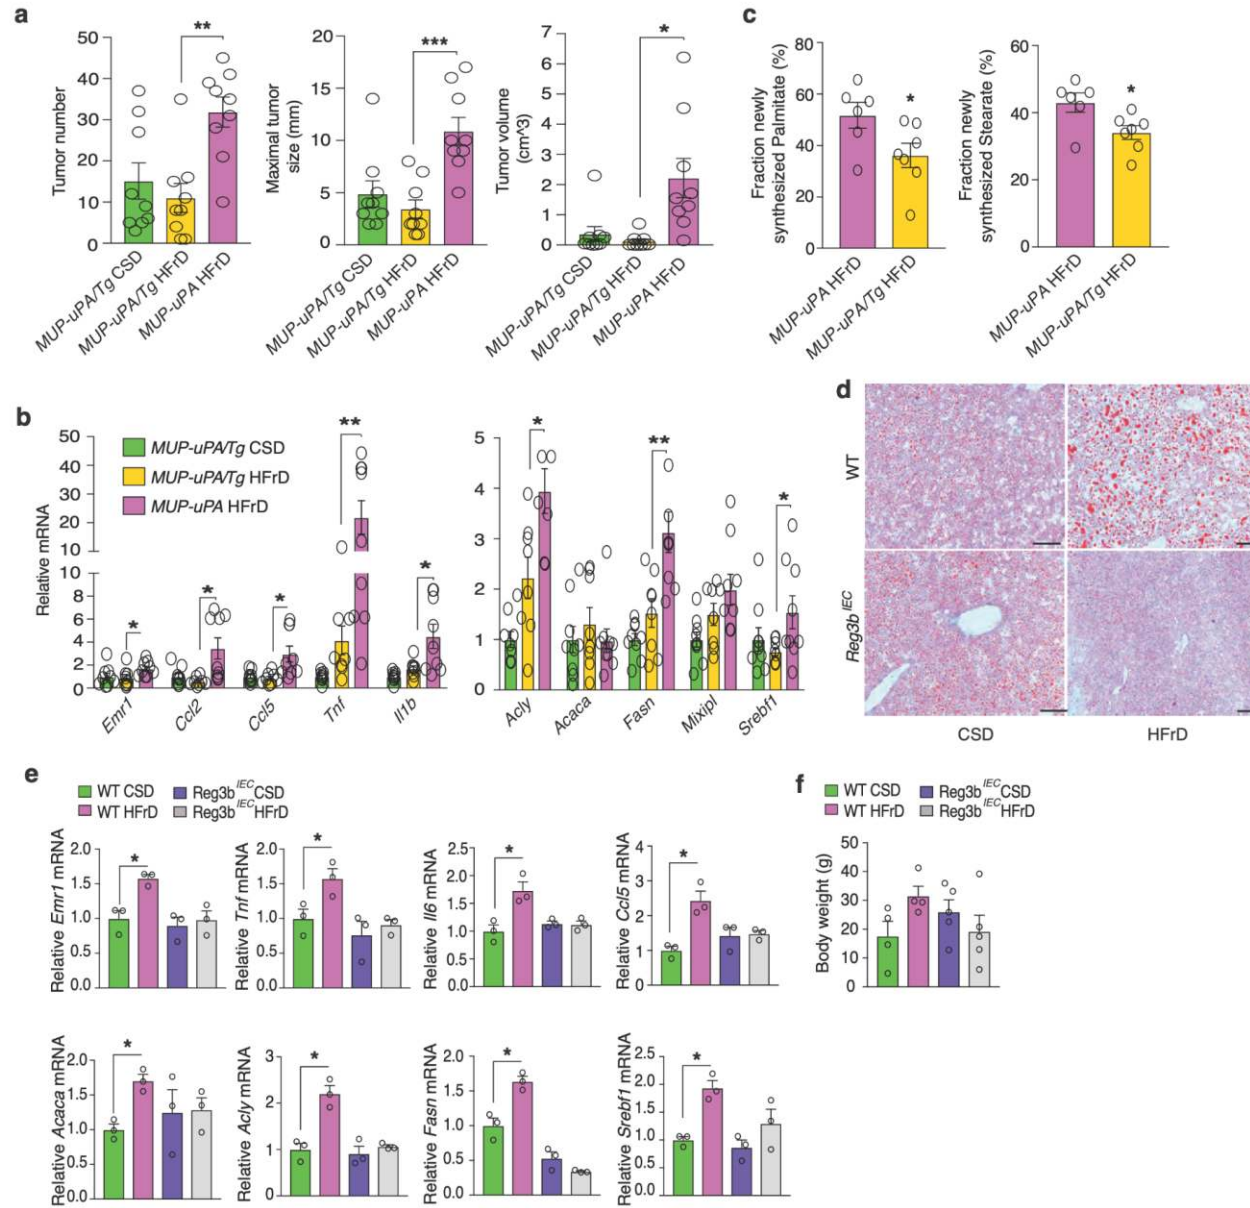 a
Tumor number
50
40
30
20
10
0
**
MUP-uPA/Tg CSD
MUP-uPA/Tg HFrD
MUP-uPA HFrD
Maximal tumor
size (mm)
20
15
10
5
0
***
MUP-uPA/Tg CSD
MUP-uPA/Tg HFrD
MUP-uPA HFrD
Tumor volume
(cm^3)
7
6
5
4
3
2
1
0
*
MUP-uPA/Tg CSD
MUP-uPA/Tg HFrD
MUP-uPA HFrD
c
Fraction newly
synthesized Palmitate (%)
80
60
40
20
0
*
MUP-uPA HFrD
MUP-uPA/Tg HFrD
Fraction newly
synthesized Stearate (%)
60
40
20
0
*
MUP-uPA HFrD
MUP-uPA/Tg HFrD
b
Relative mRNA
50
40
30
20
10
8
6
4
2
0
MUP-uPA/Tg CSD
MUP-uPA/Tg HFrD
MUP-uPA HFrD
*
*
*
**
*
Emr1
Ccl2
Ccl5
Tnf
Il1b
5
4
3
2
1
0
*
**
*
Acly
Acaca
Fasn
Mixipl
Srebf1
d
WT
Reg3b IEC
CSD
HFrD
e
WT CSD
Reg3b IEC CSD
WT HFrD
Reg3b IEC HFrD
Relative Emr1 mRNA
2.0
1.5
1.0
0.5
0.0
*
Relative Tnf mRNA
2.0
1.5
1.0
0.5
0.0
*
Relative Il6 mRNA
2.5
2.0
1.5
1.0
0.5
0.0
*
Relative Ccl5 mRNA
4
3
2
1
0
*
Relative Acaca mRNA
2.0
1.5
1.0
0.5
0.0
*
Relative Acly mRNA
3
2
1
0
*
Relative Fasn mRNA
2.0
1.5
1.0
0.5
0.0
*
Relative Srebf1 mRNA
2.5
2.0
1.5
1.0
0.5
0.0
*
f
WT CSD
Reg3b IEC CSD
WT HFrD
Reg3b IEC HFrD
Body weight (g)
50
40
30
20
10
0